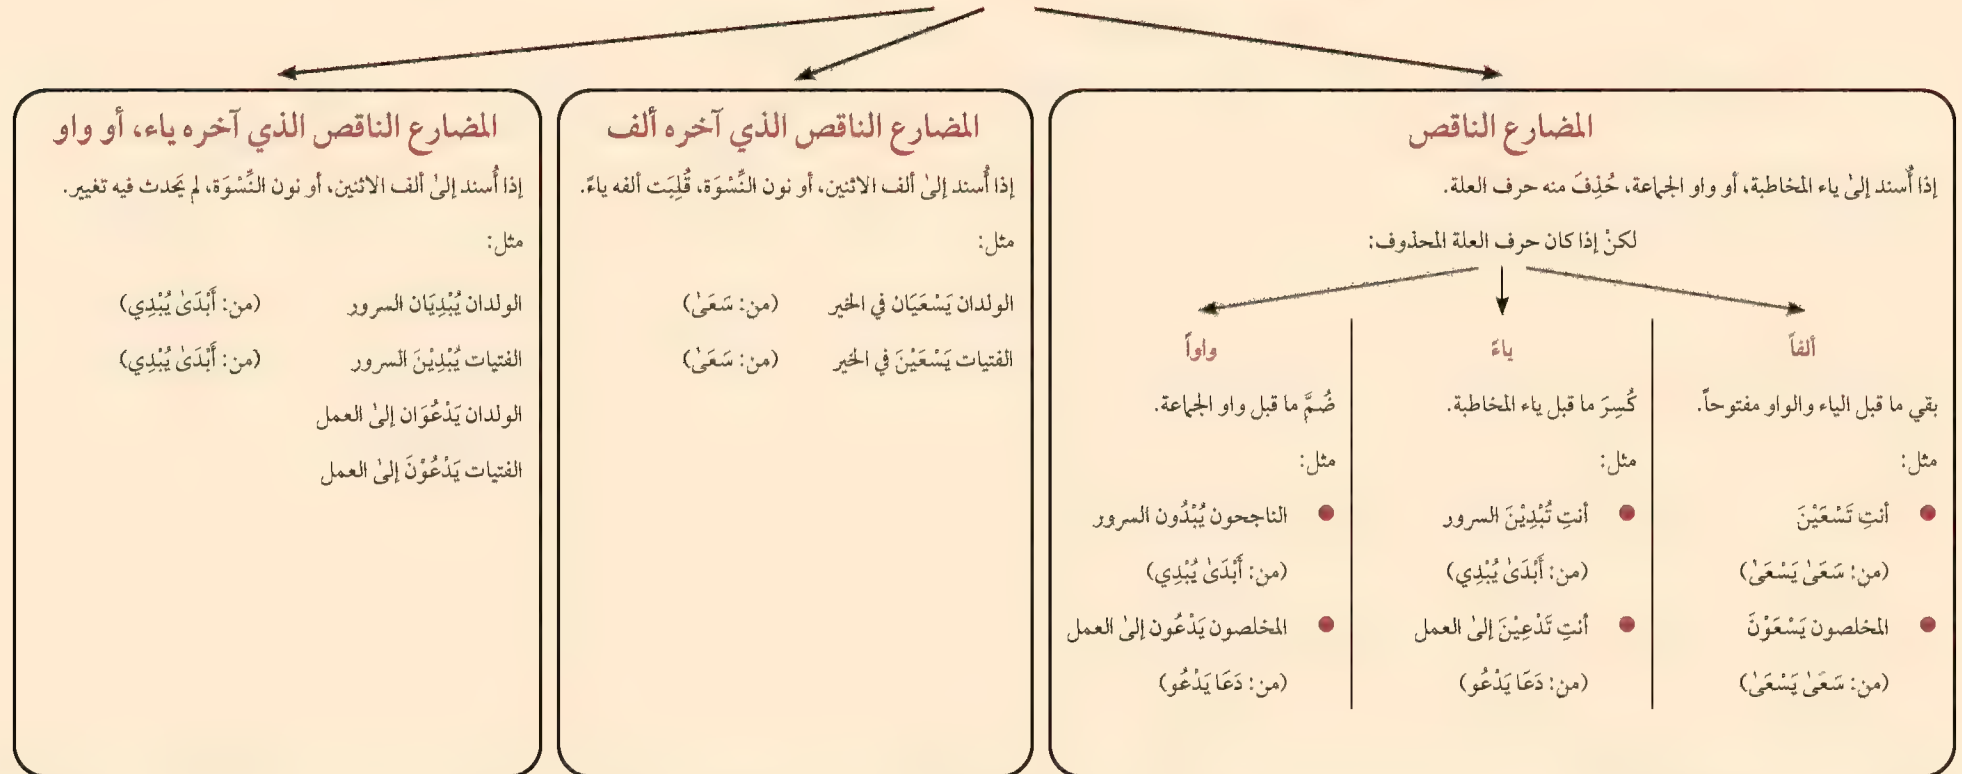 المضارع الناقص
إذا أُسند إلىٰ ياء المخاطبة، أو واو الجماعة، حُذِفَ منه حرف العلة.
لكنْ إذا كان حرف العلة المحذوف:
ألفاً
بقي ما قبل الياء والواو مفتوحاً.
مثل:
● أنتِ تَسْعَيْنَ
(من: سَعَىٰ يَسْعَىٰ)
● المخلصون يَسْعَوْنَ
(من: سَعَىٰ يَسْعَىٰ)
ياءً
كُسِرَ ما قبل ياء المخاطبة.
مثل:
● أنتِ تُبْدِيْنَ السرور
(من: أَبْدَىٰ يُبْدِي)
● أنتِ تَدْعِيْنَ إلىٰ العمل
(من: دَعَا يَدْعُو)
واواً
ضُمَّ ما قبل واو الجماعة.
مثل:
● الناجحون يُبْدُون السرور
(من: أَبْدَىٰ يُبْدِي)
● المخلصون يَدْعُون إلىٰ العمل
(من: دَعَا يَدْعُو)
المضارع الناقص الذي آخره ألف
إذا أُسند إلىٰ ألف الاثنين، أو نون النِّسْوَة، قُلِبَت ألفه ياءً.
مثل:
الولدان يَسْعَيَان في الخير (من: سَعَىٰ)
الفتيات يَسْعَيْنَ في الخير (من: سَعَىٰ)
المضارع الناقص الذي آخره ياء، أو واو
إذا أُسند إلىٰ ألف الاثنين، أو نون النِّسْوَة، لم يَحدث فيه تغيير.
مثل:
الولدان يُبْدِيَان السرور (من: أَبْدَىٰ يُبْدِي)
الفتيات يُبْدِيْنَ السرور (من: أَبْدَىٰ يُبْدِي)
الولدان يَدْعُوَان إلىٰ العمل
الفتيات يَدْعُوْنَ إلىٰ العمل